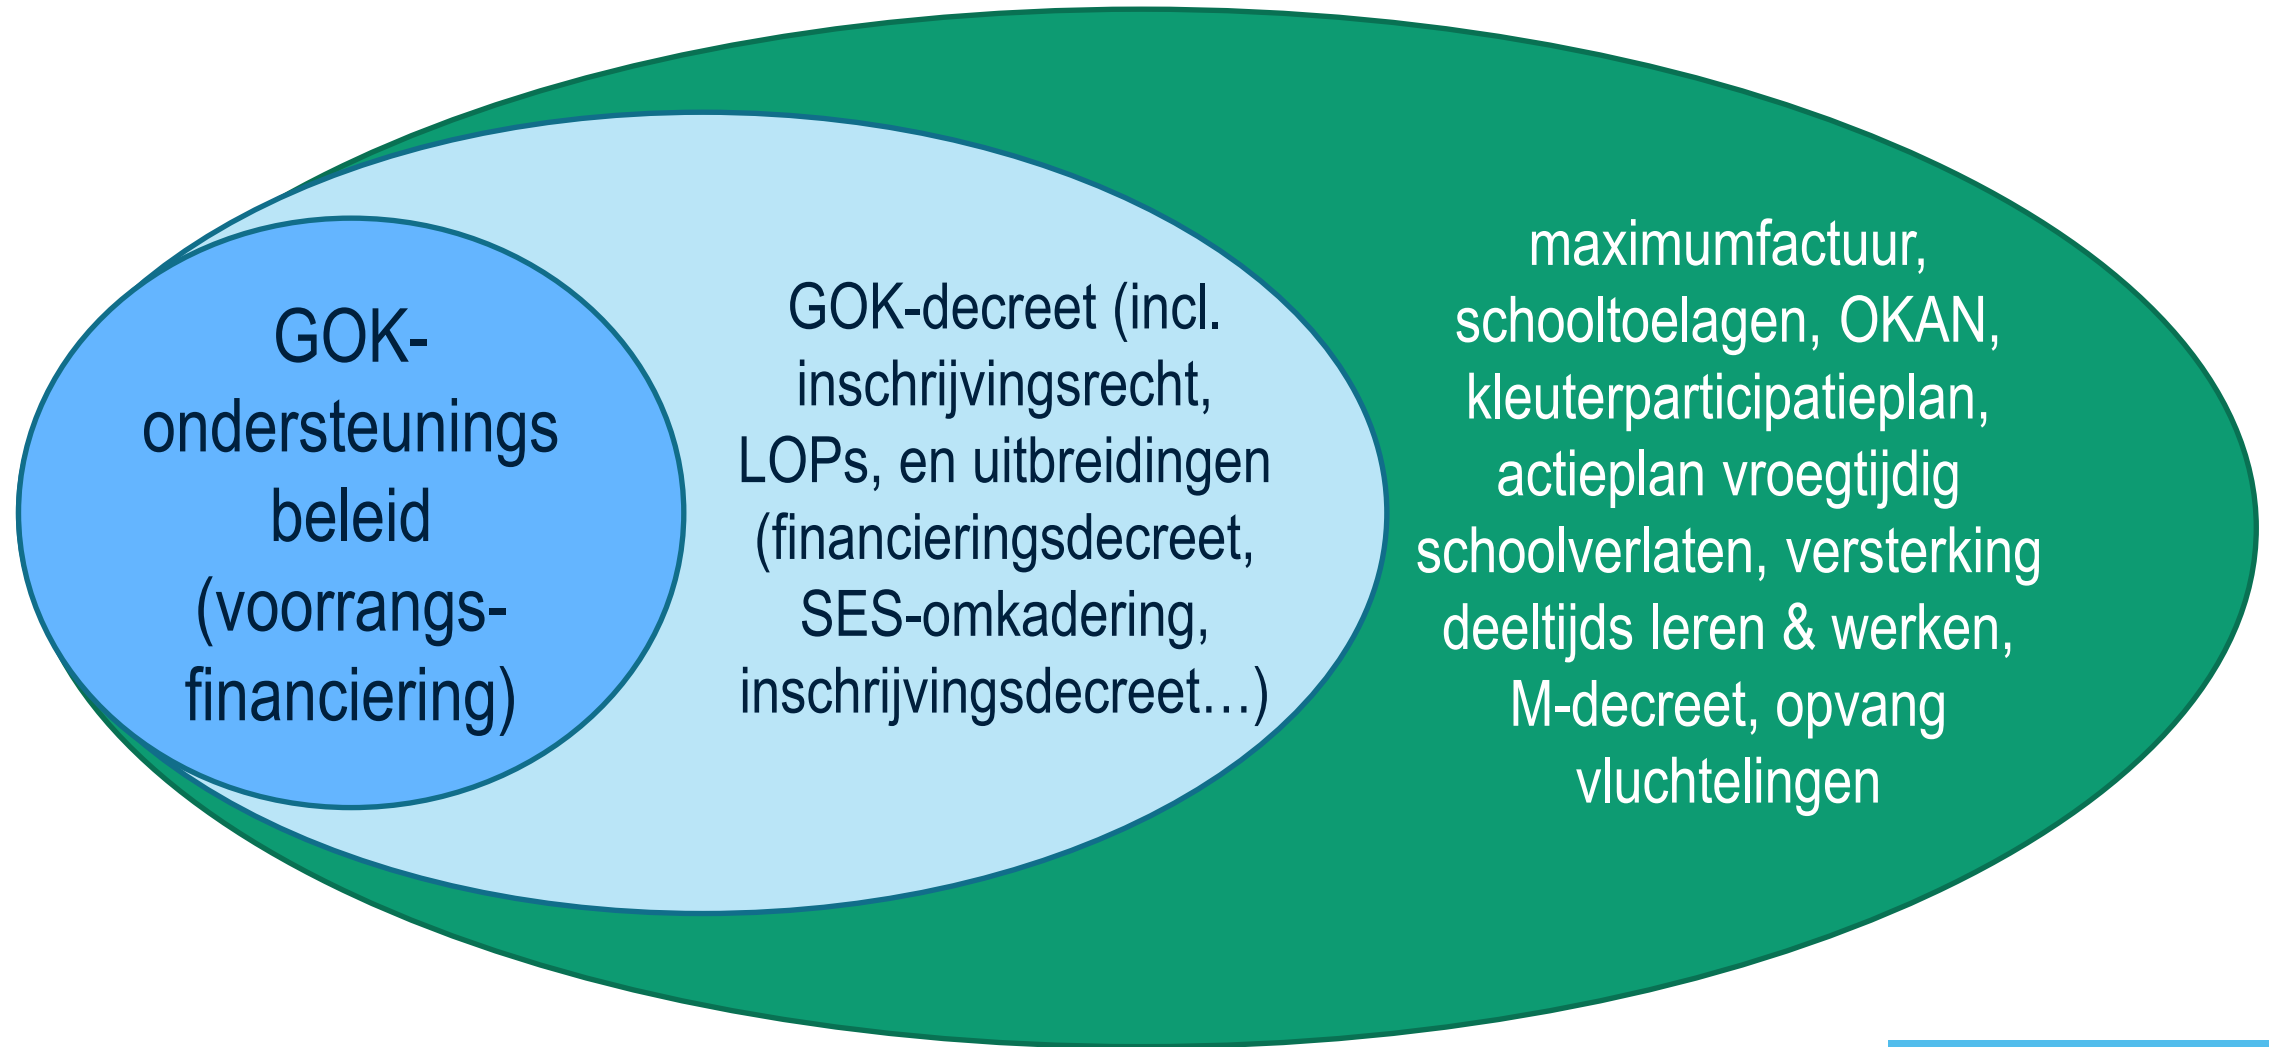 GOK-
ondersteunings
beleid
(voorrangs-
financiering)
GOK-decreet (incl.
inschrijvingsrecht,
LOPs, en uitbreidingen
(financieringsdecreet,
SES-omkadering,
inschrijvingsdecreet…)
maximumfactuur,
schooltoelagen, OKAN,
kleuterparticipatieplan,
actieplan vroegtijdig
schoolverlaten, versterking
deeltijds leren & werken,
M-decreet, opvang
vluchtelingen